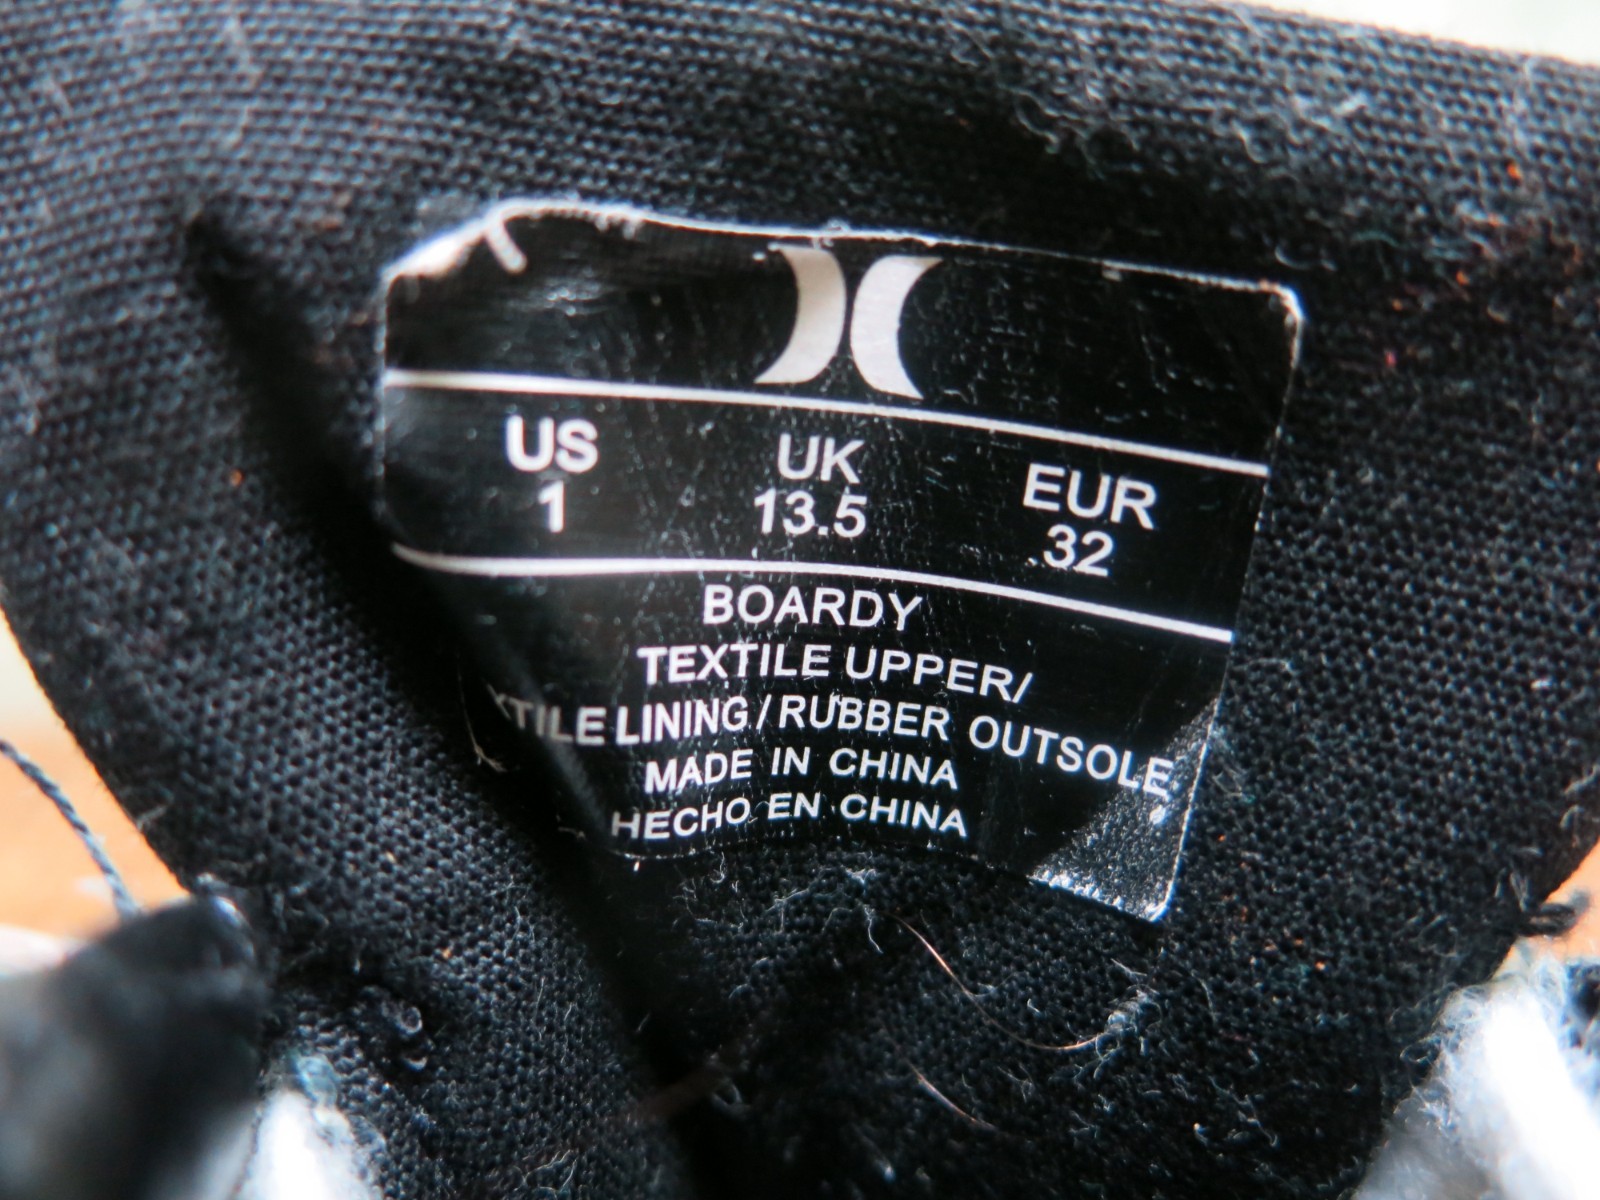 US UK EUR
1 13.5 32
BOARDY
TEXTILE UPPER/
LINING/RUBBER OUTSOLE
MADE IN CHINA
HECHO EN CHINA